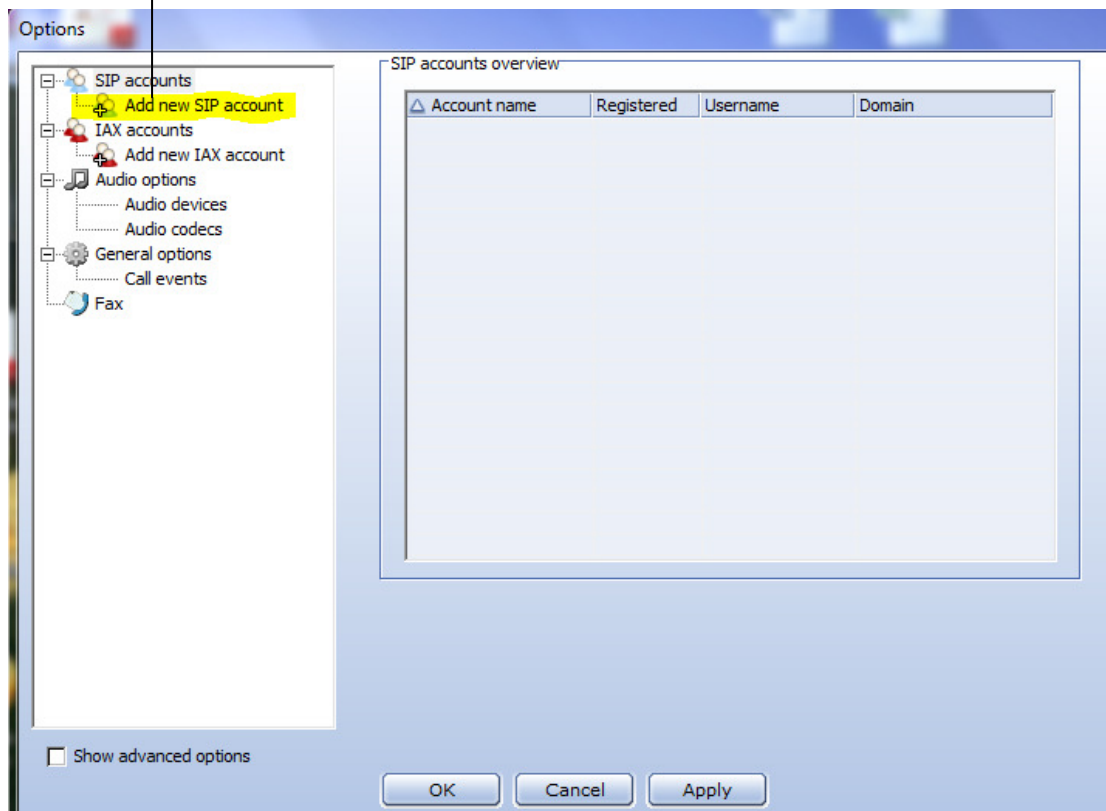 Options
SIP accounts
Add new SIP account
IAX accounts
Add new IAX account
Audio options
Audio devices
Audio codecs
General options
Call events
Fax
SIP accounts overview
Account name Registered Username Domain
Show advanced options
OK Cancel Apply